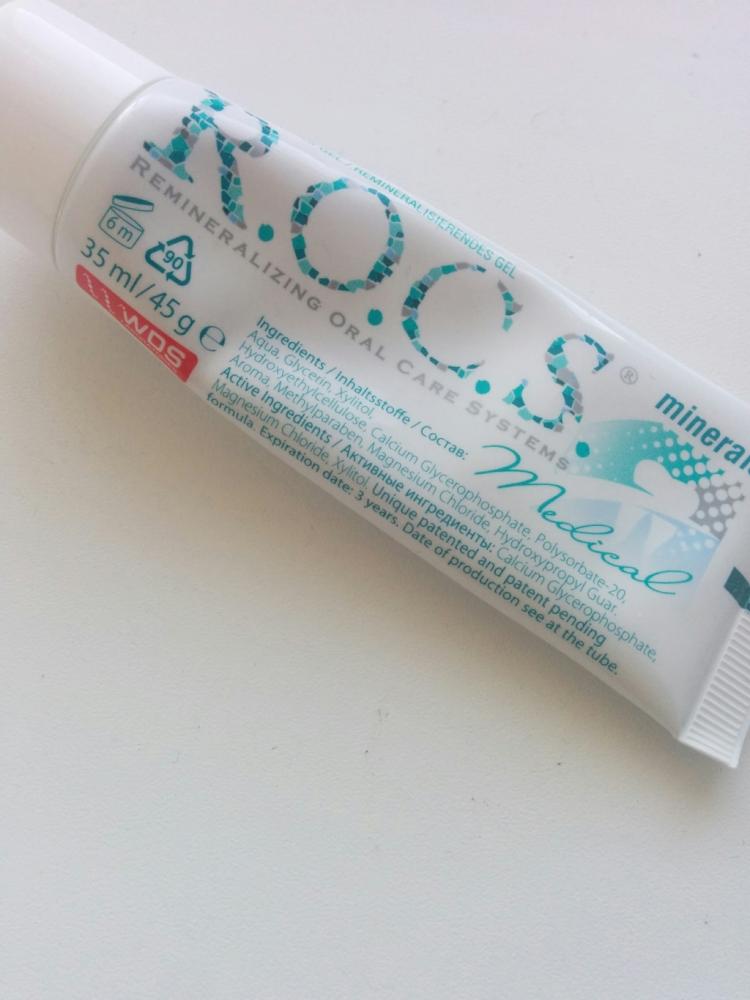 GEL / REMINERALISIERENDES GEL
R.O.C.S.®
REMINERALIZING ORAL CARE SYSTEMS
Medical
6 m
90
35 ml/45 g ℮
WDS
Ingredients / Inhaltsstoffe / Состав:
Aqua, Glycerin, Xylitol, Calcium Glycerophosphate, Polysorbate-20,
Hydroxyethylcellulose, Magnesium Chloride, Hydroxypropyl Guar,
Aroma, Methylparaben,
Active Ingredients / Активные ингредиенты: Calcium Glycerophosphate,
Magnesium Chloride, Xylitol. Unique patented and patent pending
formula. Expiration date: 3 years. Date of production see at the tube.